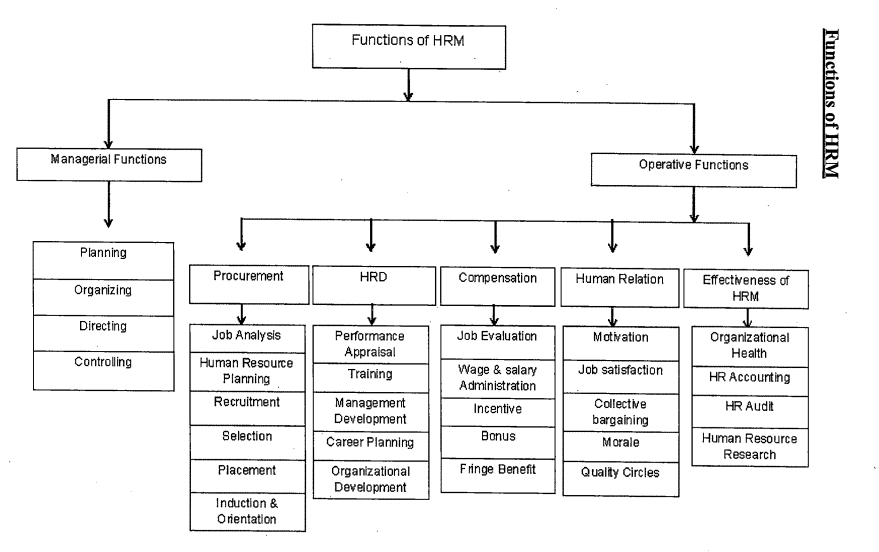 Functions of HRM
Functions of HRM
Managerial Functions
Operative Functions
Planning
Organizing
Directing
Controlling
Procurement
HRD
Compensation
Human Relation
Effectiveness of
HRM
Job Analysis
Human Resource
Planning
Recruitment
Selection
Placement
Induction &
Orientation
Performance
Appraisal
Training
Management
Development
Career Planning
Organizational
Development
Job Evaluation
Wage & salary
Administration
Incentive
Bonus
Fringe Benefit
Motivation
Job satisfaction
Collective
bargaining
Morale
Quality Circles
Organizational
Health
HR Accounting
HR Audit
Human Resource
Research